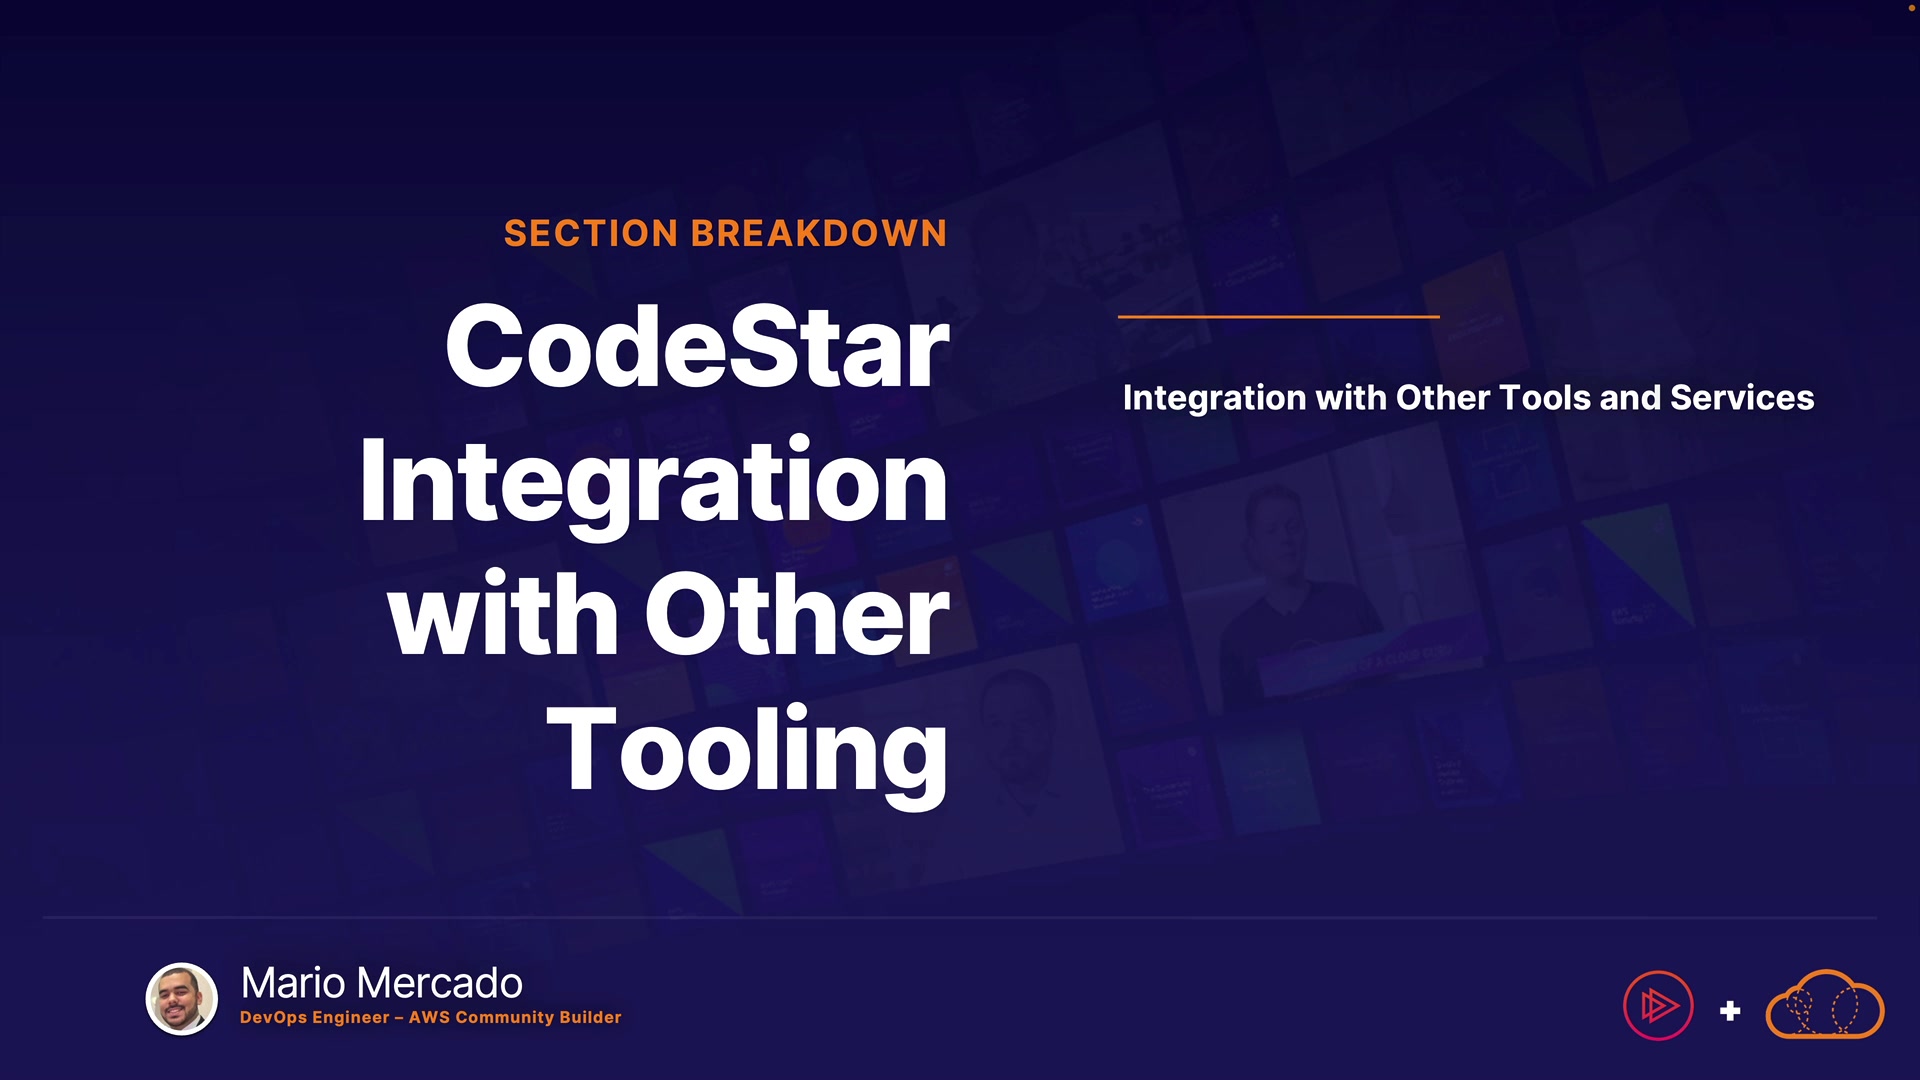 SECTION BREAKDOWN
CodeStar
Integration
with Other
Tooling
Integration with Other Tools and Services
Mario Mercado
DevOps Engineer – AWS Community Builder